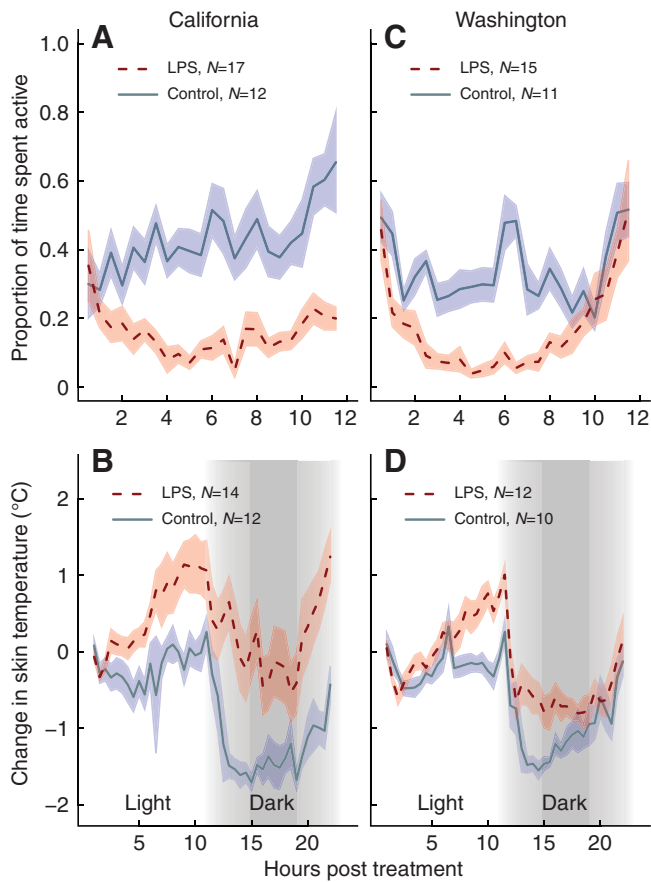 California
Washington
A
C
LPS, N=17
Control, N=12
LPS, N=15
Control, N=11
Proportion of time spent active
1.0
0.8
0.6
0.4
0.2
0
2 4 6 8 10 12
2 4 6 8 10 12
B
D
LPS, N=14
Control, N=12
LPS, N=12
Control, N=10
Change in skin temperature (°C)
2
1
0
−1
−2
Light Dark
Light Dark
5 10 15 20
5 10 15 20
Hours post treatment